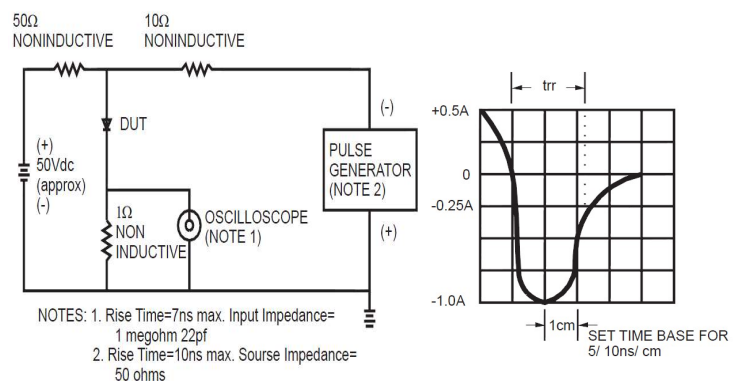 50Ω
NONINDUCTIVE
10Ω
NONINDUCTIVE
(+)
50Vdc
(approx)
(-)
DUT
1Ω
NON
INDUCTIVE
OSCILLOSCOPE
(NOTE 1)
(-)
PULSE
GENERATOR
(NOTE 2)
(+)
NOTES: 1. Rise Time=7ns max. Input Impedance=
1 megohm 22pf
2. Rise Time=10ns max. Sourse Impedance=
50 ohms
trr
+0.5A
0
-0.25A
-1.0A
1cm
SET TIME BASE FOR
5/ 10ns/ cm